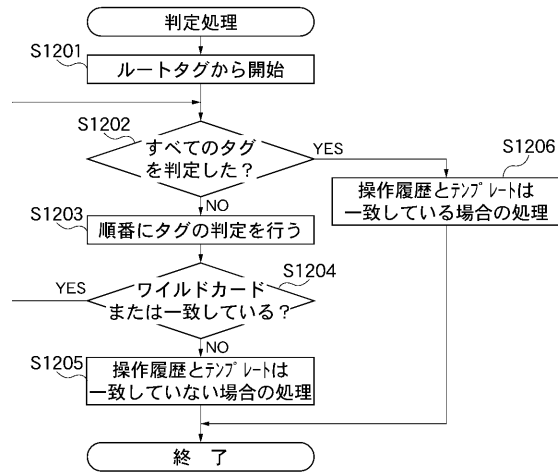 判定処理
S1201
ルートタグから開始
S1202
すべてのタグ
を判定した?
YES
S1206
操作履歴とテンプレートは
一致している場合の処理
NO
S1203
順番にタグの判定を行う
S1204
YES
ワイルドカード
または一致している?
NO
S1205
操作履歴とテンプレートは
一致していない場合の処理
終 了